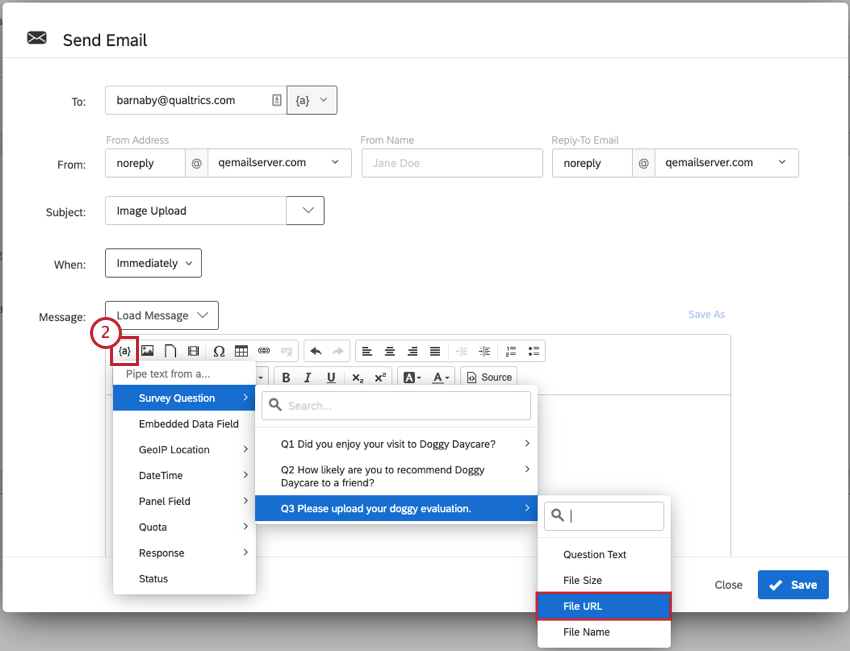 Send Email
To:
barnaby@qualtrics.com
{a}
From Address
From Name
Reply-To Email
From:
noreply
@
qemailserver.com
Jane Doe
noreply
@
qemailserver.com
Subject:
Image Upload
When:
Immediately
Message:
Load Message
Save As
2
{a}
Ω
Pipe text from a...
B I U x₂ x² A A Source
Survey Question
Embedded Data Field
GeoIP Location
DateTime
Panel Field
Quota
Response
Status
Search...
Q1 Did you enjoy your visit to Doggy Daycare?
Q2 How likely are you to recommend Doggy
Daycare to a friend?
Q3 Please upload your doggy evaluation.
Question Text
File Size
File URL
File Name
Close
Save